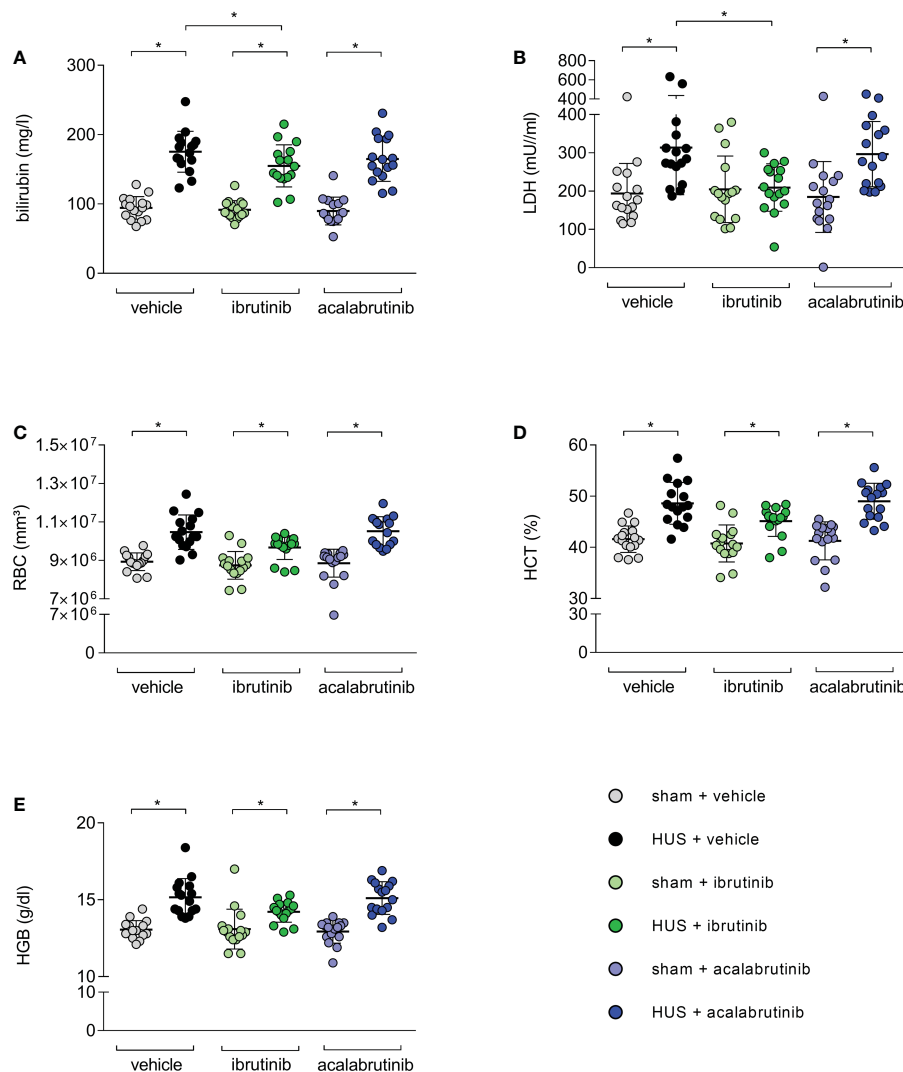 A
*
* * *
300
200
100
0
bilirubin (mg/l)
vehicle ibrutinib acalabrutinib
B
*
* *
800
600
400
400
300
200
100
0
LDH (mU/ml)
vehicle ibrutinib acalabrutinib
C
* * *
1.5×10⁷
1.3×10⁷
1.1×10⁷
9×10⁶
7×10⁶
7×10⁶
0
RBC (mm³)
vehicle ibrutinib acalabrutinib
D
* * *
60
50
40
30
30
0
HCT (%)
vehicle ibrutinib acalabrutinib
E
* * *
20
15
10
10
0
HGB (g/dl)
vehicle ibrutinib acalabrutinib
sham + vehicle
HUS + vehicle
sham + ibrutinib
HUS + ibrutinib
sham + acalabrutinib
HUS + acalabrutinib